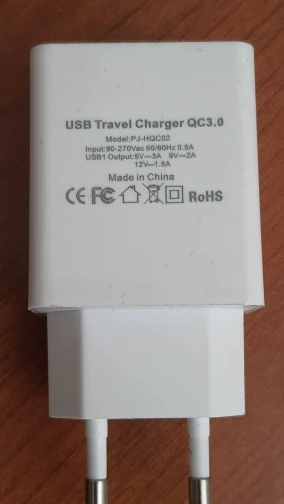 USB Travel Charger QC3.0
Model:PJ-HQC02
Input:90-270Vac 50/60Hz 0.5A
USB1 Output:5V⎓3A 9V⎓2A
12V⎓1.5A
Made in China
CE FC RoHS